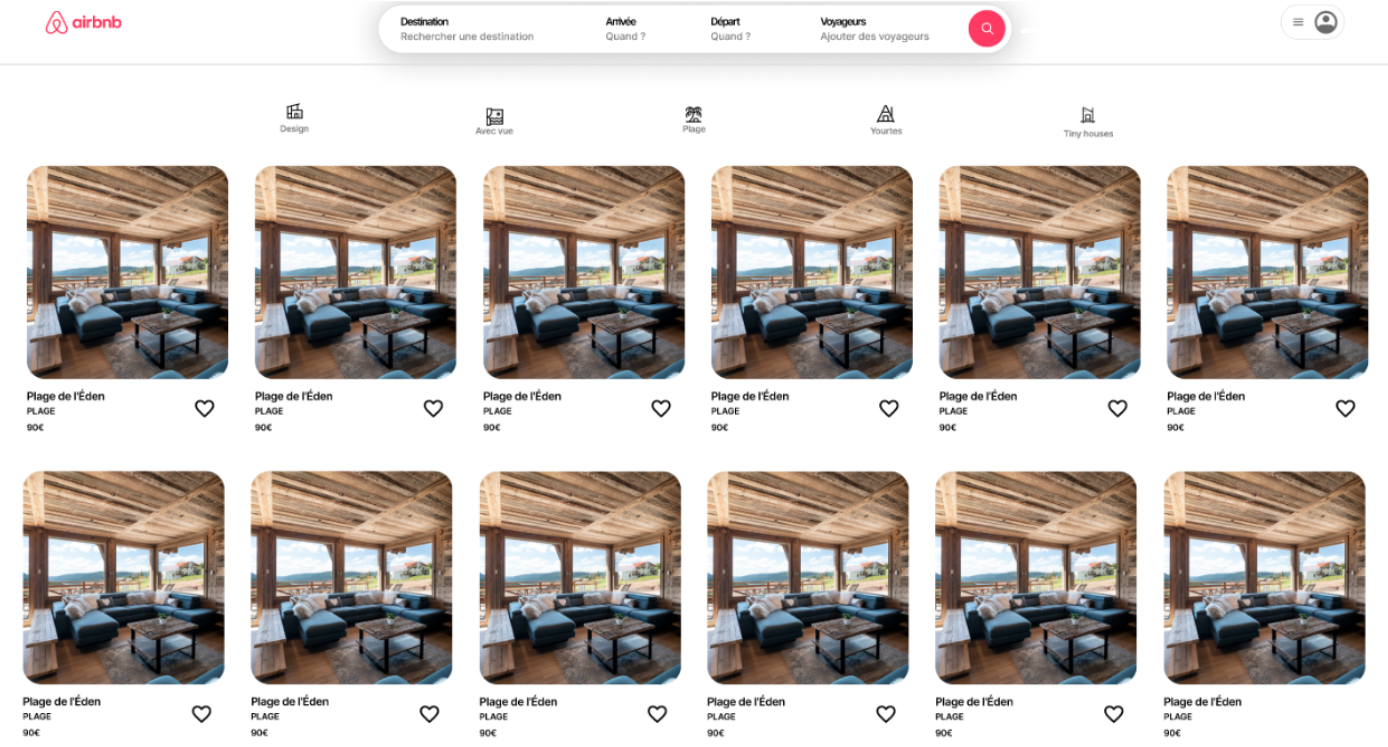 airbnb
Destination Arrivée Départ Voyageurs
Rechercher une destination Quand ? Quand ? Ajouter des voyageurs
Design Avec vue Plage Yourtes Tiny houses
Plage de l'Éden Plage de l'Éden Plage de l'Éden Plage de l'Éden Plage de l'Éden Plage de l'Éden
PLAGE PLAGE PLAGE PLAGE PLAGE PLAGE
90€ 90€ 90€ 90€ 90€ 90€
Plage de l'Éden Plage de l'Éden Plage de l'Éden Plage de l'Éden Plage de l'Éden Plage de l'Éden
PLAGE PLAGE PLAGE PLAGE PLAGE PLAGE
90€ 90€ 90€ 90€ 90€ 90€